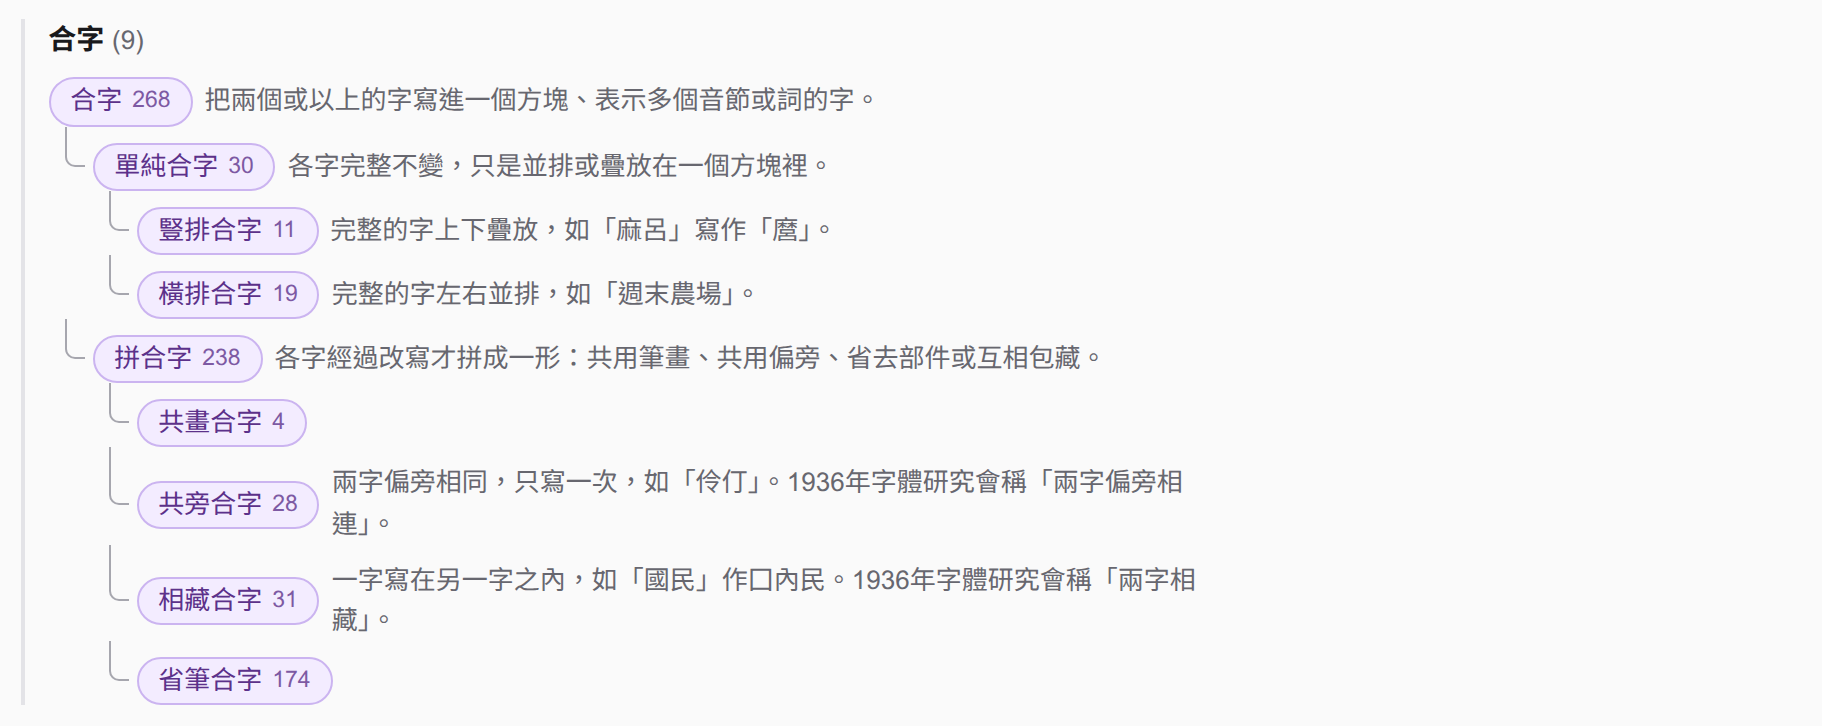 合字 (9)
合字 268 把兩個或以上的字寫進一個方塊、表示多個音節或詞的字。
單純合字 30 各字完整不變，只是並排或疊放在一個方塊裡。
豎排合字 11 完整的字上下疊放，如「麻呂」寫作「麿」。
橫排合字 19 完整的字左右並排，如「週末農場」。
拼合字 238 各字經過改寫才拼成一形：共用筆畫、共用偏旁、省去部件或互相包藏。
共畫合字 4
共旁合字 28 兩字偏旁相同，只寫一次，如「伶仃」。1936年字體研究會稱「兩字偏旁相
連」。
相藏合字 31 一字寫在另一字之內，如「國民」作囗內民。1936年字體研究會稱「兩字相
藏」。
省筆合字 174